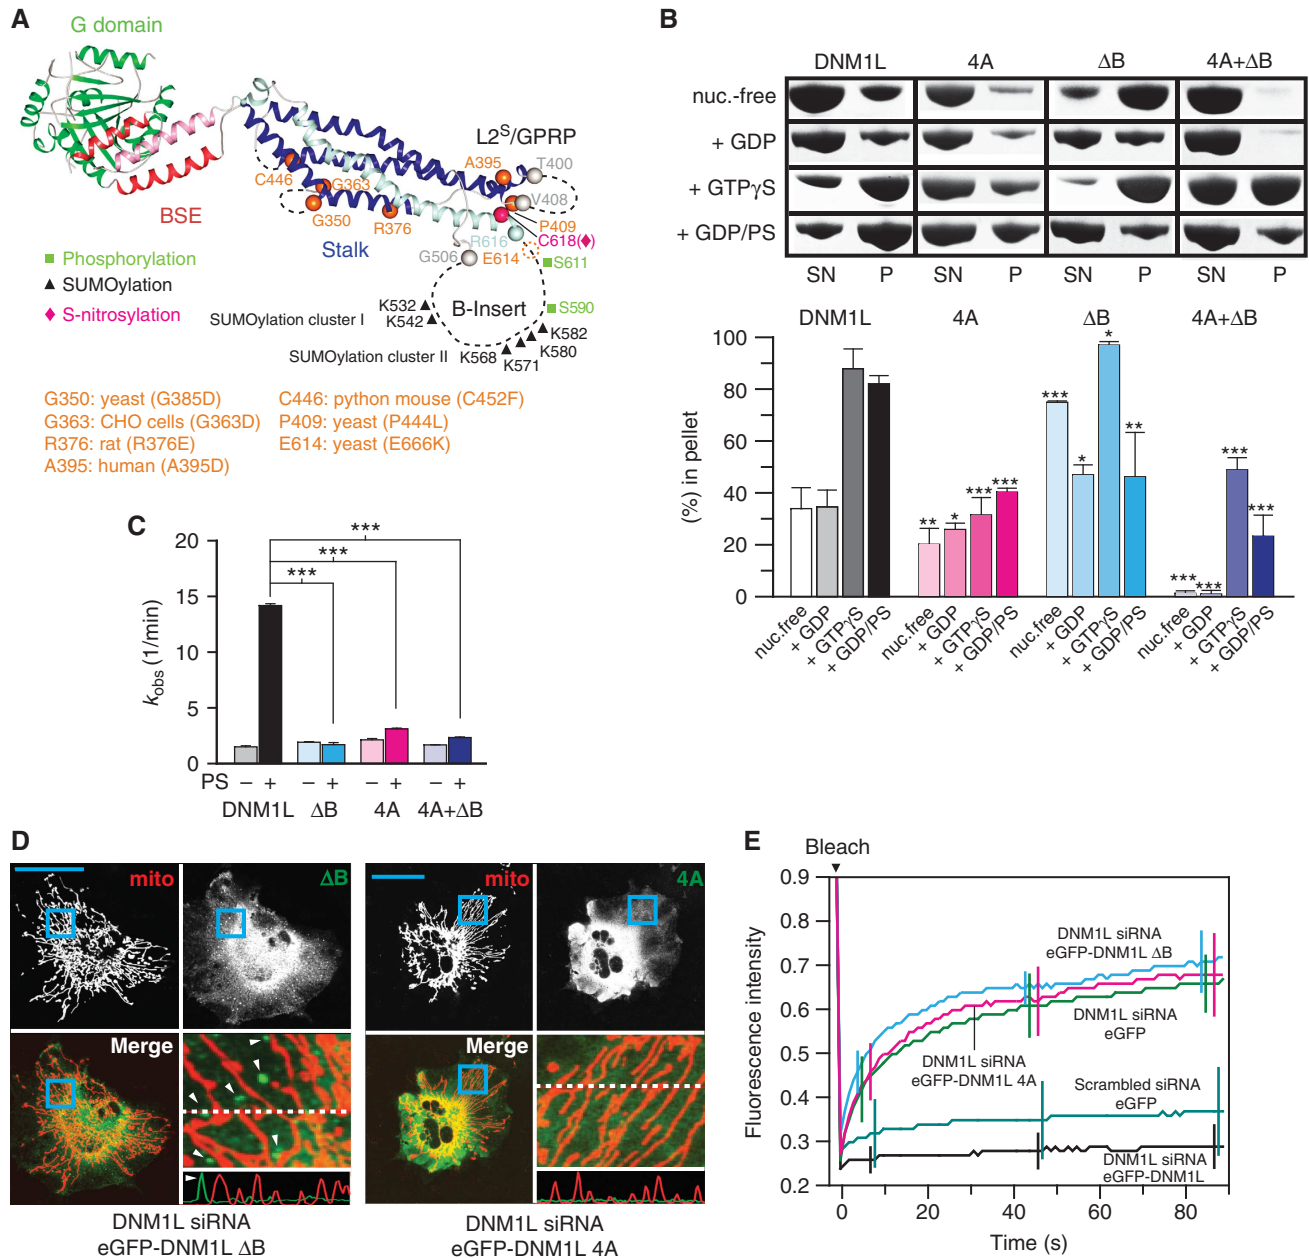 A
G domain
L2ˢ/GPRP
A395
T400
C446
G363
V408
G350
R376
P409
BSE
Stalk
R616
C618(♦)
G506
E614
S611
Phosphorylation
SUMOylation
S-nitrosylation
K532
K542
B-Insert
S590
SUMOylation cluster I
K582
SUMOylation cluster II
K568
K580
K571
G350: yeast (G385D)
C446: python mouse (C452F)
G363: CHO cells (G363D)
P409: yeast (P444L)
R376: rat (R376E)
E614: yeast (E666K)
A395: human (A395D)
B
DNM1L 4A ΔB 4A+ΔB
nuc.-free
+ GDP
+ GTPγS
+ GDP/PS
SN P SN P SN P SN P
DNM1L 4A ΔB 4A+ΔB
(%) in pellet
100
80
60
40
20
0
** * *** ***
*** * * **
*** *** *** ***
nuc.free + GDP + GTPγS + GDP/PS
nuc.free + GDP + GTPγS + GDP/PS
nuc.free + GDP + GTPγS + GDP/PS
nuc.free + GDP + GTPγS + GDP/PS
C
kobs (1/min)
20
15
10
5
0
***
***
***
PS – + – + – + – +
DNM1L ΔB 4A 4A+ΔB
D
mito
ΔB
mito
4A
Merge
Merge
DNM1L siRNA
eGFP-DNM1L ΔB
DNM1L siRNA
eGFP-DNM1L 4A
E
Bleach
Fluorescence intensity
0.9
0.8
0.7
0.6
0.5
0.4
0.3
0.2
DNM1L siRNA
eGFP-DNM1L ΔB
DNM1L siRNA
eGFP
DNM1L siRNA
eGFP-DNM1L 4A
Scrambled siRNA
eGFP
DNM1L siRNA
eGFP-DNM1L
0 20 40 60 80
Time (s)